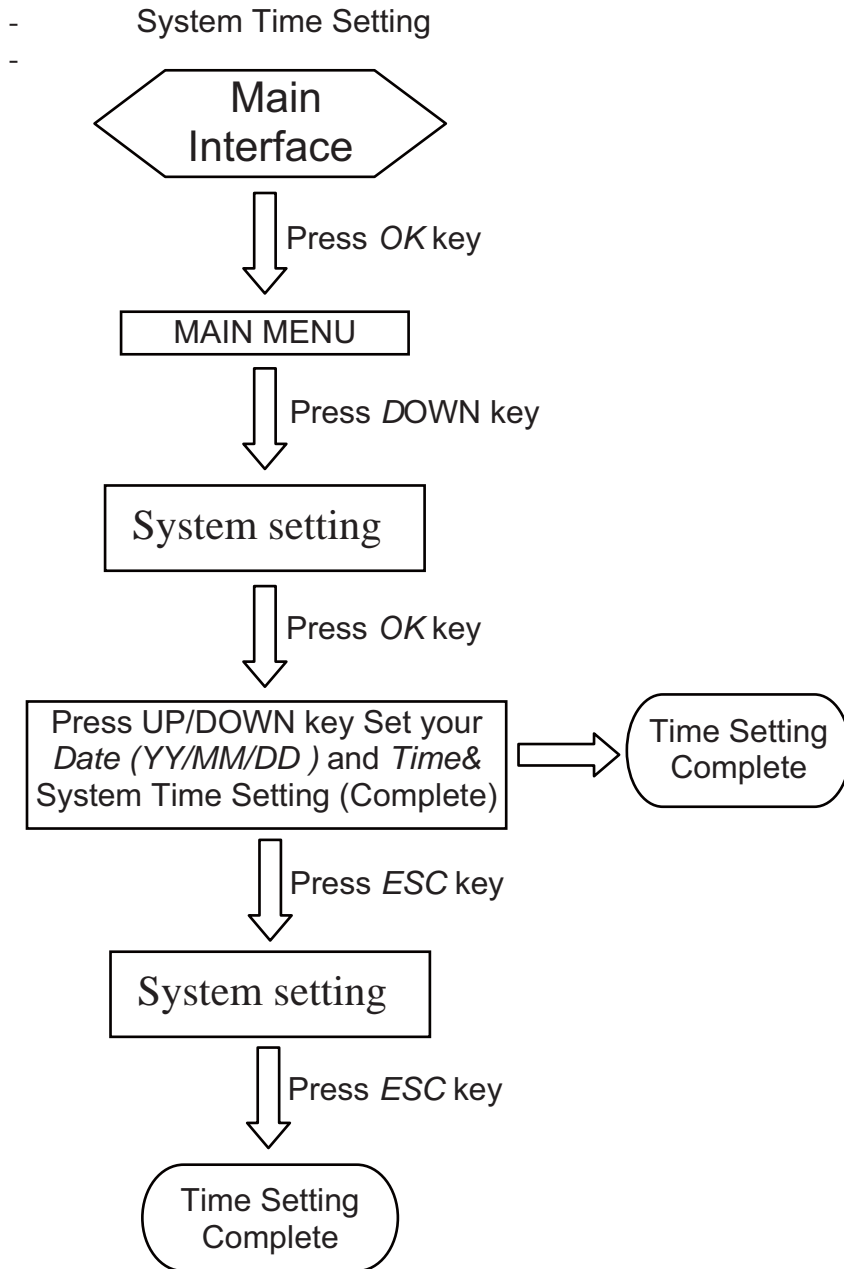 - System Time Setting
-
Main
Interface
Press OK key
MAIN MENU
Press DOWN key
System setting
Press OK key
Press UP/DOWN key Set your
Date (YY/MM/DD ) and Time&
System Time Setting (Complete)
Time Setting
Complete
Press ESC key
System setting
Press ESC key
Time Setting
Complete